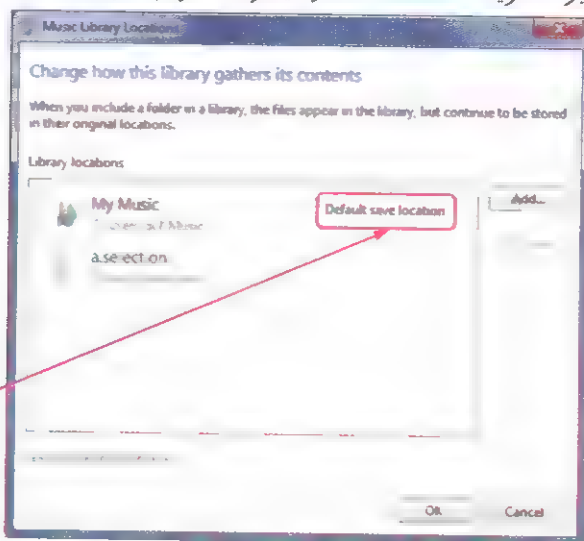 Music Library Locations
Change how this library gathers its contents
When you include a folder in a library, the files appear in the library, but continue to be stored
in their original locations.
Library locations
My Music
Default save location
Add...
Music
a.selection
OK
Cancel